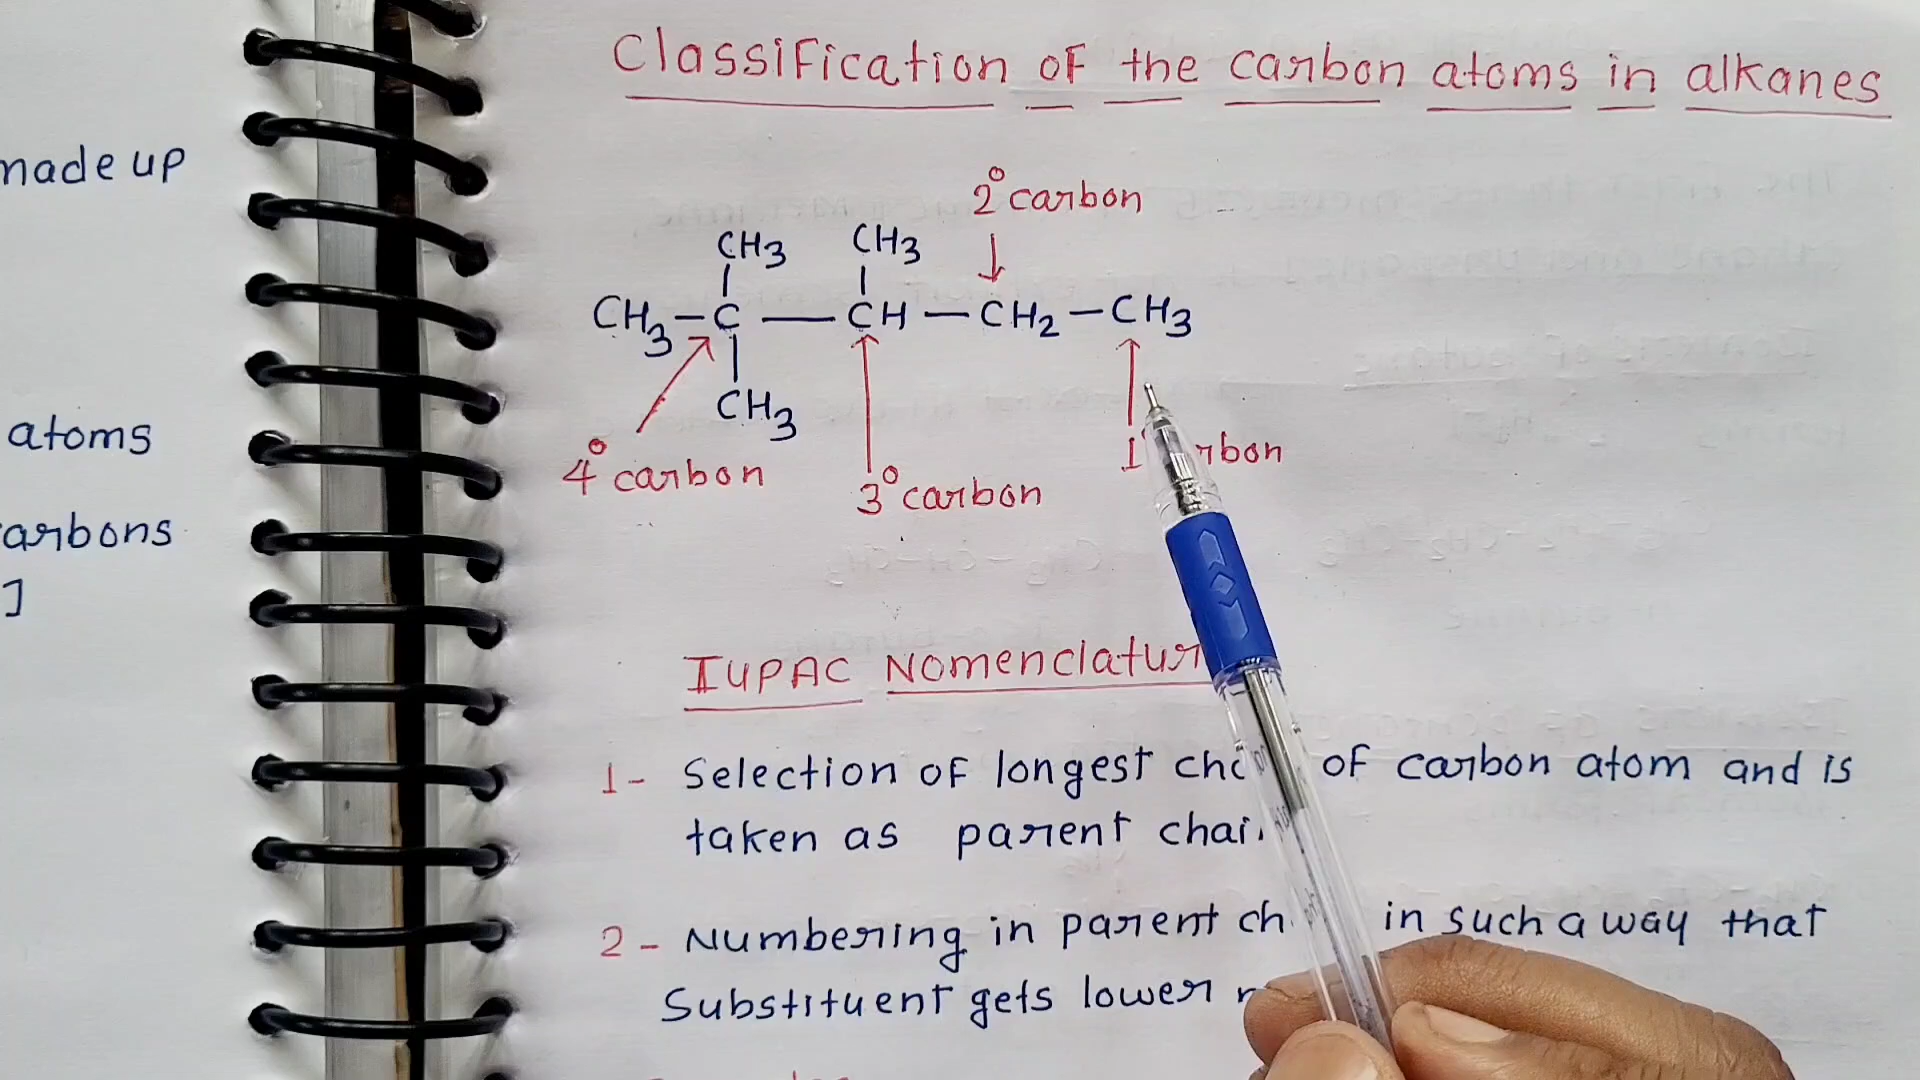 made up
atoms
arbons
]
Classification of the carbon atoms in alkanes
2° carbon
CH3 CH3
CH3-C-CH-CH2-CH3
CH3
4° carbon
3° carbon
1 rbon
IUPAC Nomenclatur
1- Selection of longest cha of carbon atom and is
taken as parent chai
2- Numbering in parent ch in such a way that
Substituent gets lower